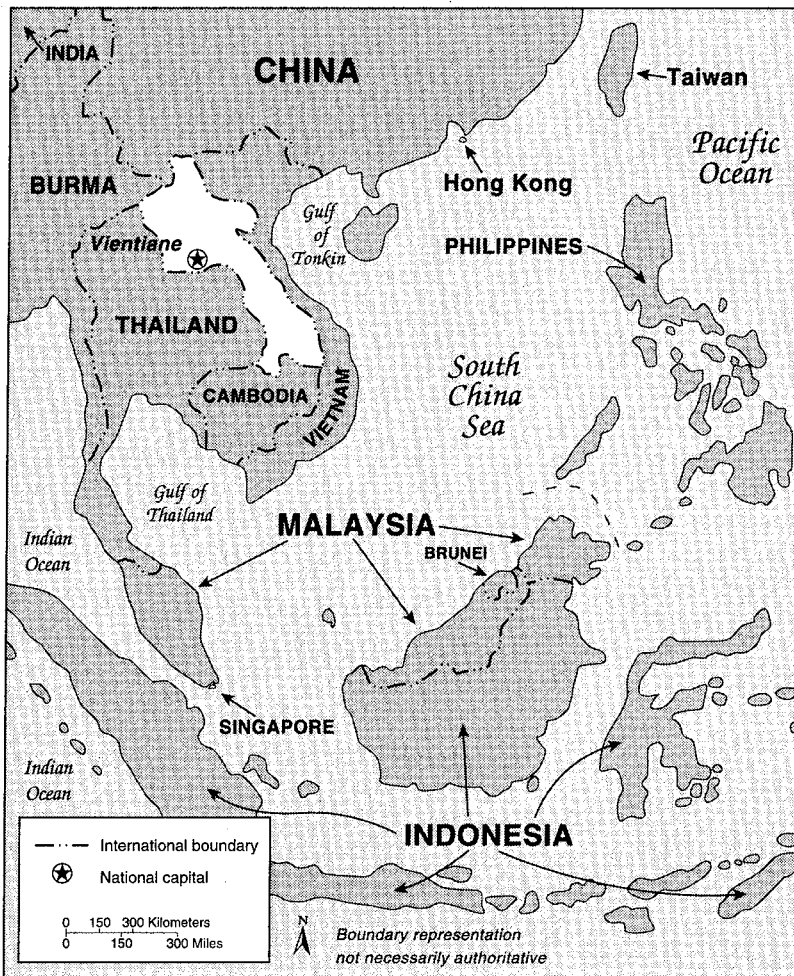 INDIA
CHINA
Taiwan
Pacific
Ocean
BURMA
Hong Kong
Gulf
of
Tonkin
Vientiane
PHILIPPINES
THAILAND
South
China
Sea
CAMBODIA
VIETNAM
Gulf of
Thailand
MALAYSIA
Indian
Ocean
BRUNEI
SINGAPORE
Indian
Ocean
INDONESIA
International boundary
National capital
0 150 300 Kilometers
0 150 300 Miles
N
Boundary representation
not necessarily authoritative